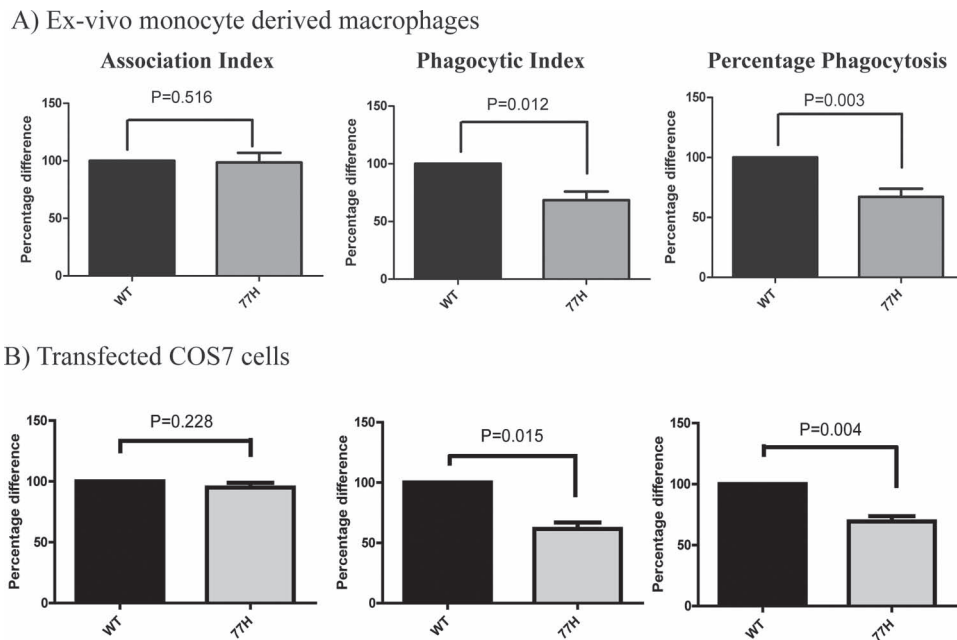 A) Ex-vivo monocyte derived macrophages
Association Index
Phagocytic Index
Percentage Phagocytosis
P=0.516
P=0.012
P=0.003
Percentage difference
150
100
50
0
WT
77H
Percentage difference
150
100
50
0
WT
77H
Percentage difference
150
100
50
0
WT
77H
B) Transfected COS7 cells
P=0.228
P=0.015
P=0.004
Percentage difference
150
100
50
0
WT
77H
Percentage difference
150
100
50
0
WT
77H
Percentage difference
150
100
50
0
WT
77H